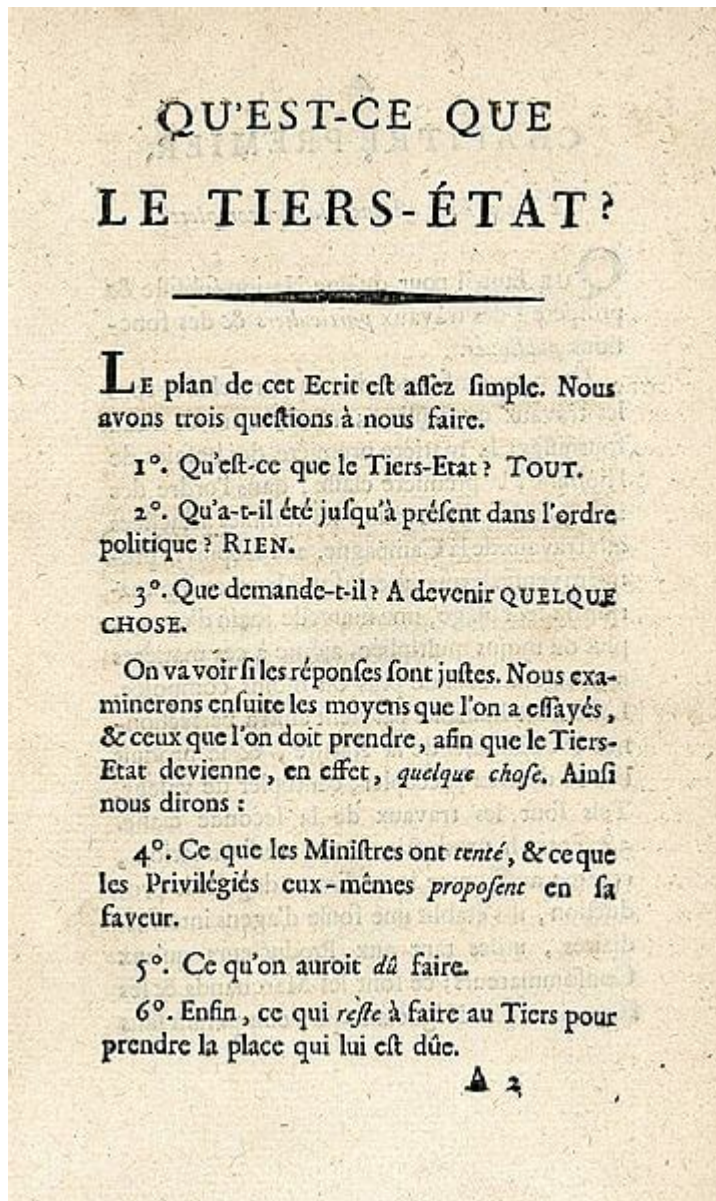 QU'EST-CE QUE
LE TIERS-ÉTAT?
LE plan de cet Ecrit eſt aſſez ſimple. Nous
avons trois queſtions à nous faire.
1°. Qu'eſt-ce que le Tiers-Etat? TOUT.
2°. Qu'a-t-il été juſqu'à préſent dans l'ordre
politique? RIEN.
3°. Que demande-t-il? A devenir QUELQUE
CHOSE.
On va voir ſi les réponſes ſont juſtes. Nous exa-
minerons enſuite les moyens que l'on a eſſayés,
& ceux que l'on doit prendre, afin que le Tiers-
Etat devienne, en effet, quelque choſe. Ainſi
nous dirons:
4°. Ce que les Miniſtres ont tenté, & ce que
les Privilégiés eux-mêmes propoſent en ſa
faveur.
5°. Ce qu'on auroit dû faire.
6°. Enfin, ce qui reſte à faire au Tiers pour
prendre la place qui lui eſt dûe.
A 2